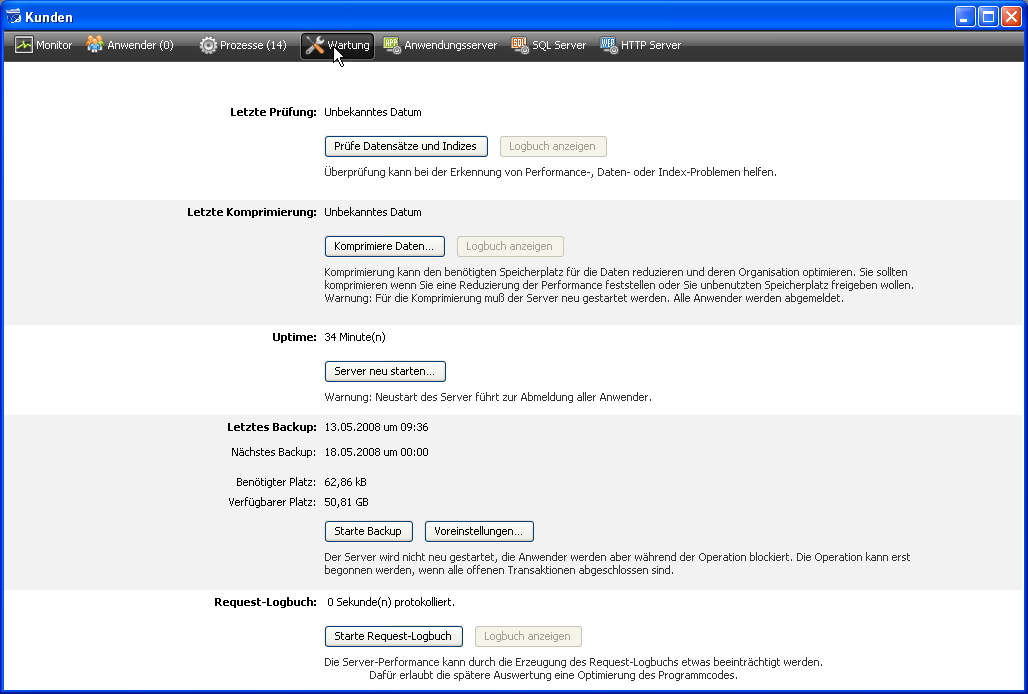 Kunden
Monitor Anwender (0) Prozesse (14) Wartung Anwendungsserver SQL Server HTTP Server
Letzte Prüfung: Unbekanntes Datum
Prüfe Datensätze und Indizes Logbuch anzeigen
Überprüfung kann bei der Erkennung von Performance-, Daten- oder Index-Problemen helfen.
Letzte Komprimierung: Unbekanntes Datum
Komprimiere Daten... Logbuch anzeigen
Komprimierung kann den benötigten Speicherplatz für die Daten reduzieren und deren Organisation optimieren. Sie sollten
komprimieren wenn Sie eine Reduzierung der Performance feststellen oder Sie unbenutzten Speicherplatz freigeben wollen.
Warnung: Für die Komprimierung muß der Server neu gestartet werden. Alle Anwender werden abgemeldet.
Uptime: 34 Minute(n)
Server neu starten...
Warnung: Neustart des Server führt zur Abmeldung aller Anwender.
Letztes Backup: 13.05.2008 um 09:36
Nächstes Backup: 18.05.2008 um 00:00
Benötigter Platz: 62,86 kB
Verfügbarer Platz: 50,81 GB
Starte Backup Voreinstellungen...
Der Server wird nicht neu gestartet, die Anwender werden aber während der Operation blockiert. Die Operation kann erst
begonnen werden, wenn alle offenen Transaktionen abgeschlossen sind.
Request-Logbuch: 0 Sekunde(n) protokolliert.
Starte Request-Logbuch Logbuch anzeigen
Die Server-Performance kann durch die Erzeugung des Request-Logbuchs etwas beeinträchtigt werden.
Dafür erlaubt die spätere Auswertung eine Optimierung des Programmcodes.